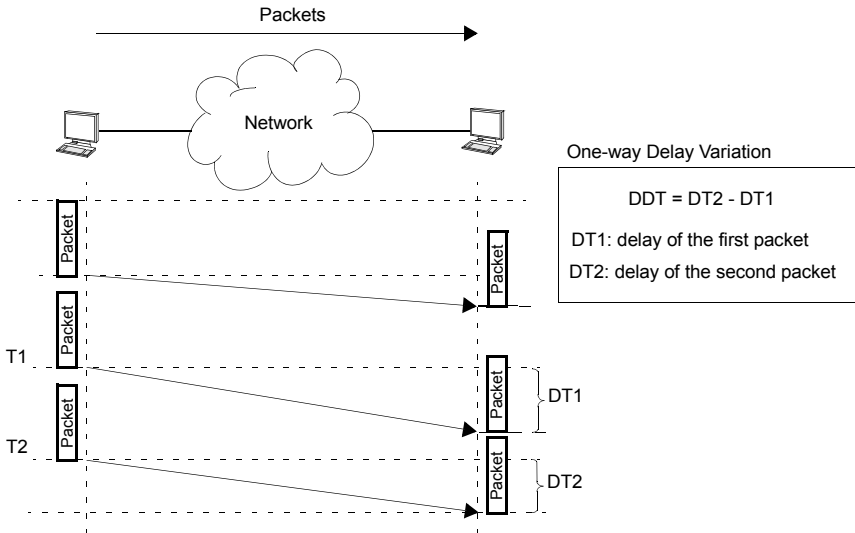 Packets
Network
One-way Delay Variation
DDT = DT2 - DT1
DT1: delay of the first packet
DT2: delay of the second packet
Packet
Packet
Packet
T1
Packet
DT1
Packet
T2
Packet
DT2